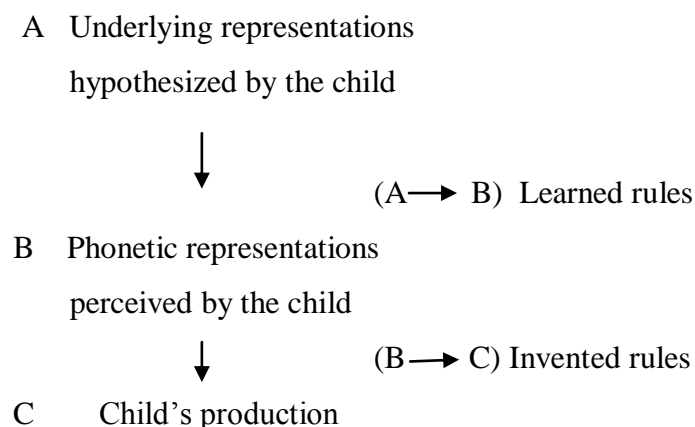 A Underlying representations
hypothesized by the child
(A → B) Learned rules
B Phonetic representations
perceived by the child
(B → C) Invented rules
C Child's production